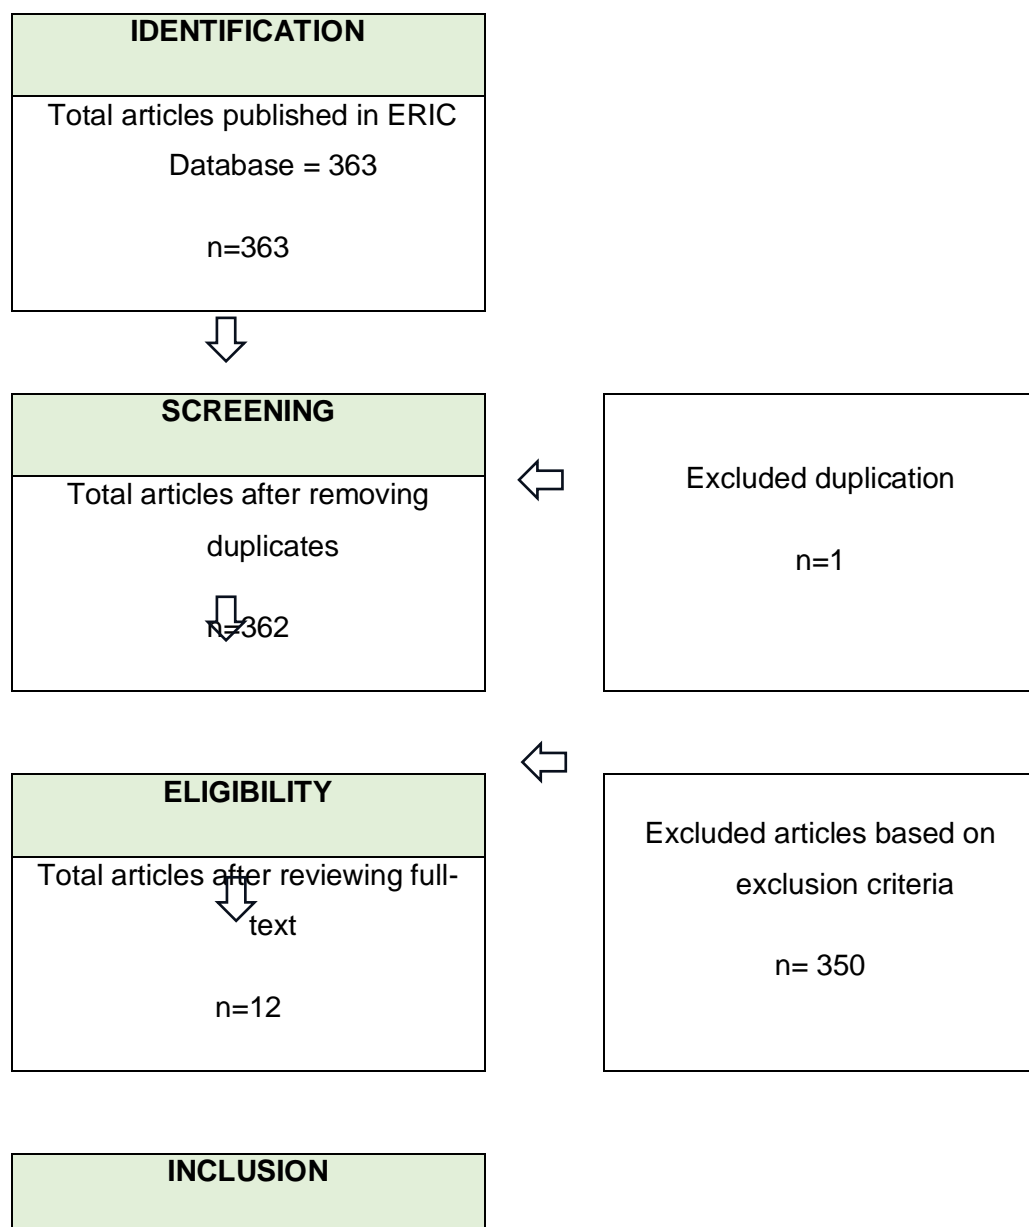 IDENTIFICATION
Total articles published in ERIC
Database = 363
n=363
SCREENING
Total articles after removing
duplicates
n=362
Excluded duplication
n=1
ELIGIBILITY
Total articles after reviewing full-
text
n=12
Excluded articles based on
exclusion criteria
n= 350
INCLUSION